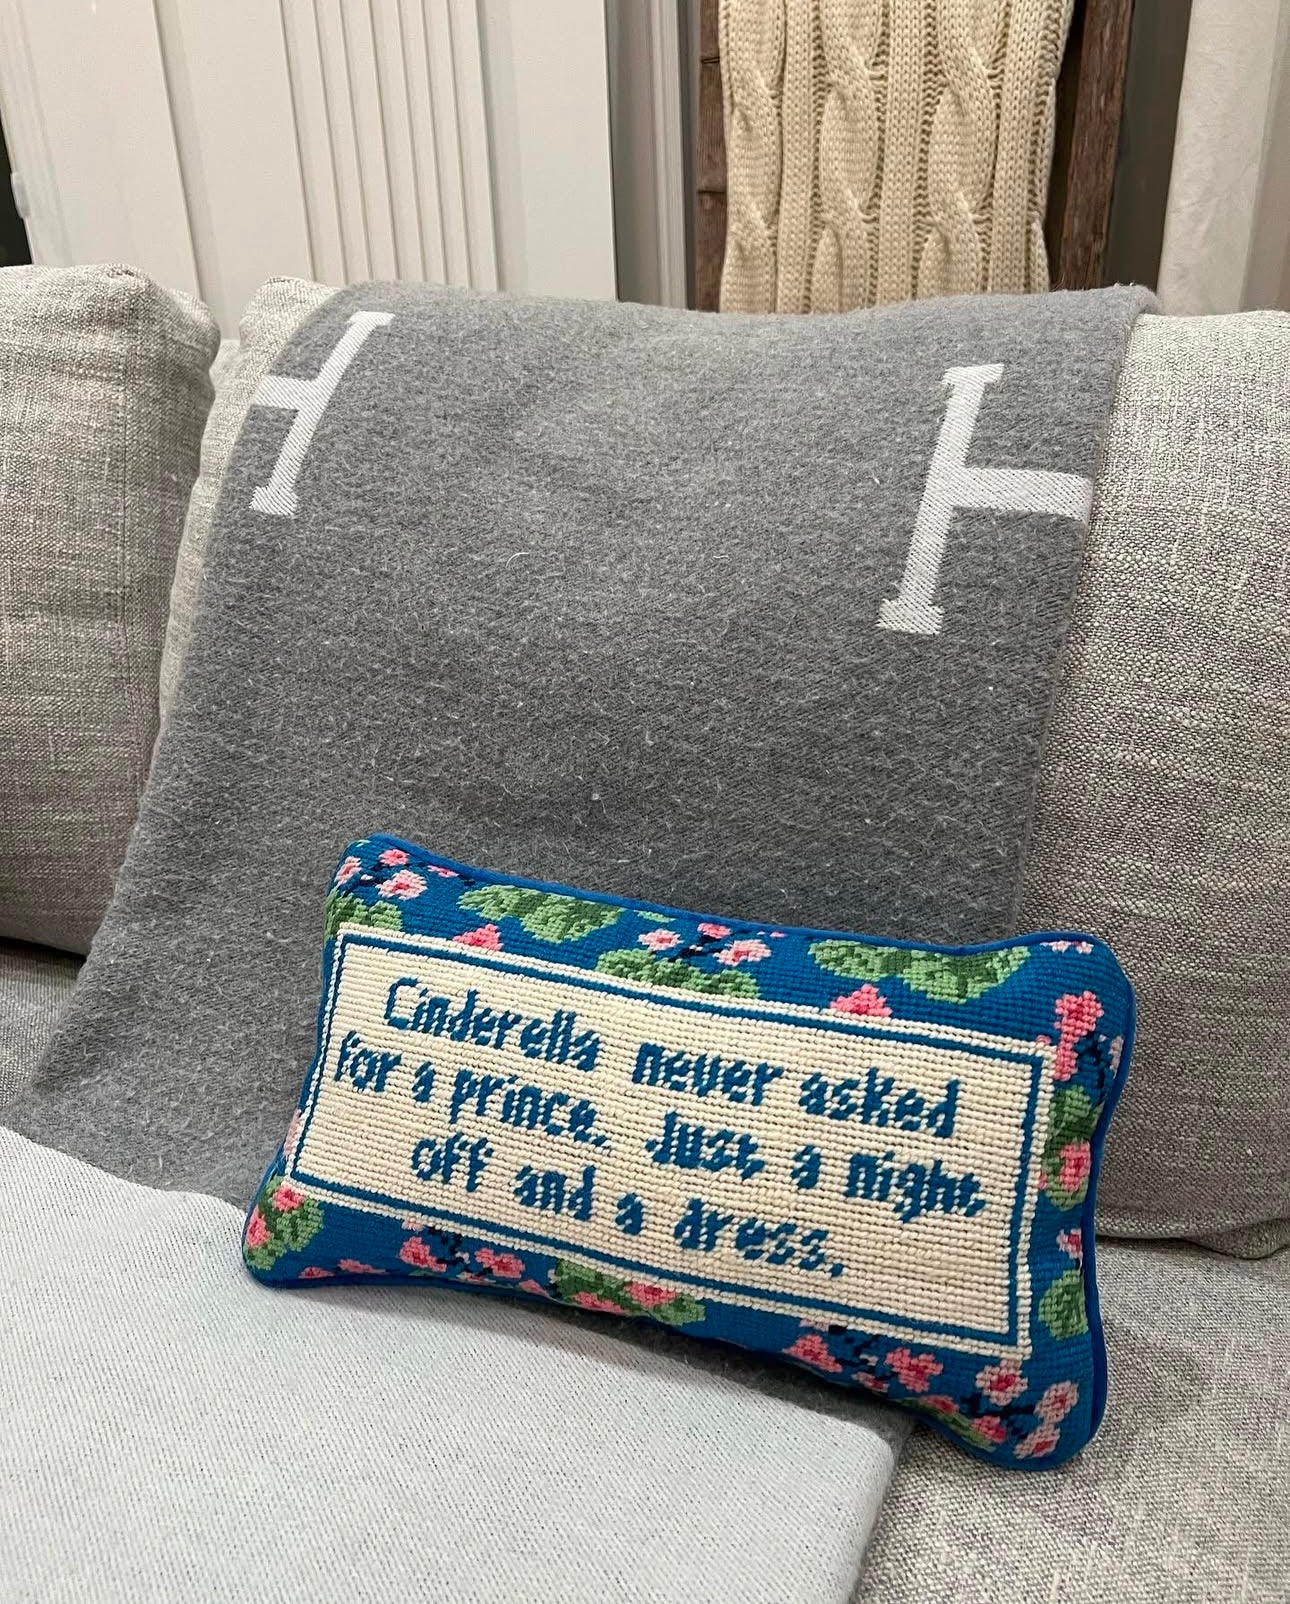 H H
Cinderella never asked
for a prince. Just, a night,
off and a dress.